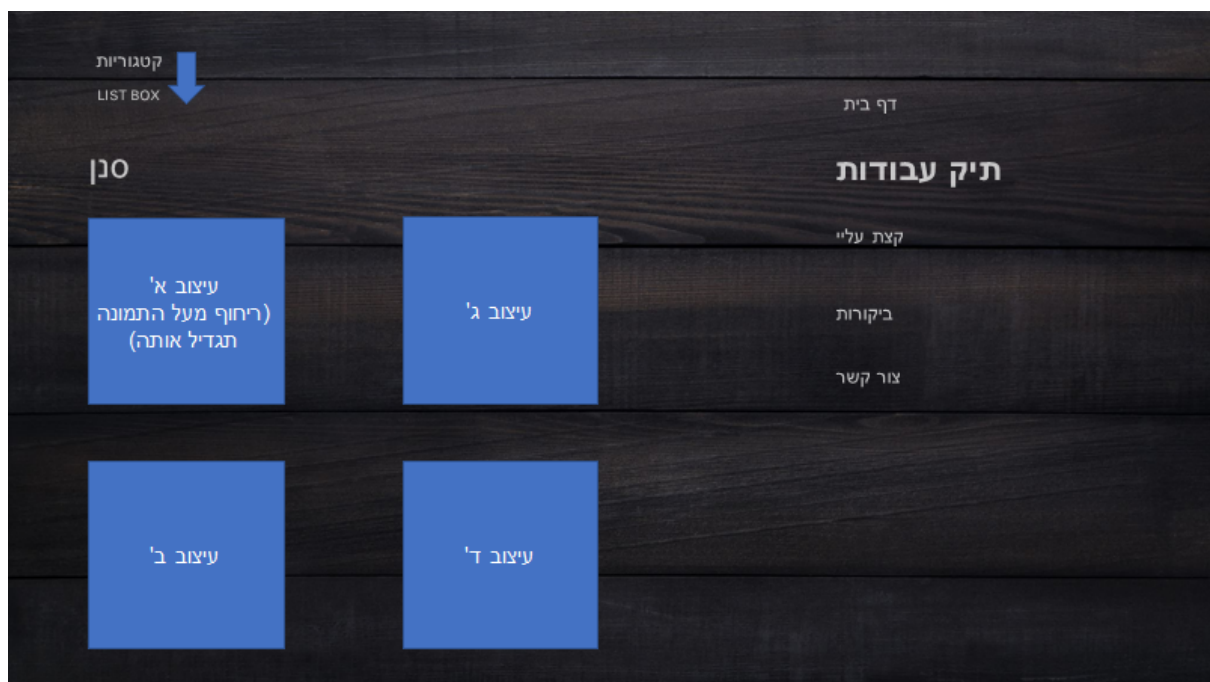 קטגוריות
LIST BOX
דף בית
תיק עבודות
קצת עליי
ביקורות
צור קשר
סנן
עיצוב א'
(ריחוף מעל התמונה
תגדיל אותה)
עיצוב ג'
עיצוב ב'
עיצוב ד'